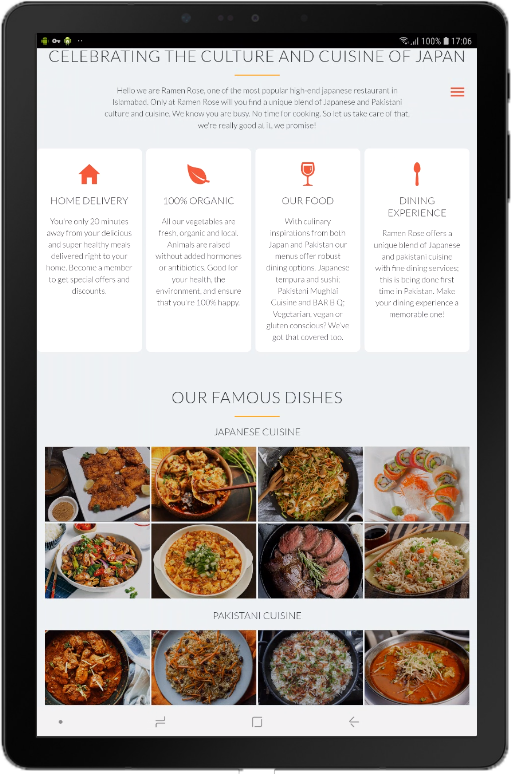 100% 17:06
CELEBRATING THE CULTURE AND CUISINE OF JAPAN
Hello we are Ramen Rose, one of the most popular high-end japanese restaurant in
Islamabad. Only at Ramen Rose will you find a unique blend of Japanese and Pakistani
culture and cuisine. We know you are busy. No time for cooking. So let us take care of that,
we're really good at it, we promise!
HOME DELIVERY
You're only 20 minutes
away from your delicious
and super healthy meals
delivered right to your
home. Become a member
to get special offers and
discounts.
100% ORGANIC
All our vegetables are
fresh, organic and local.
Animals are raised
without added hormones
or antibiotics. Good for
your health, the
environment, and ensure
that you're 100% happy.
OUR FOOD
With culinary
inspirations from both
Japan and Pakistan our
menus offer robust
dining options. Japanese
tempura and sushi;
Pakistani Mughlai
Cuisine and BAR B Q;
Vegetarian, vegan or
gluten conscious? We've
got that covered too.
DINING
EXPERIENCE
Ramen Rose offers a
unique blend of Japanese
and pakistani cuisine
with fine dining services;
this is being done first
time in Pakistan. Make
your dining experience a
memorable one!
OUR FAMOUS DISHES
JAPANESE CUISINE
PAKISTANI CUISINE